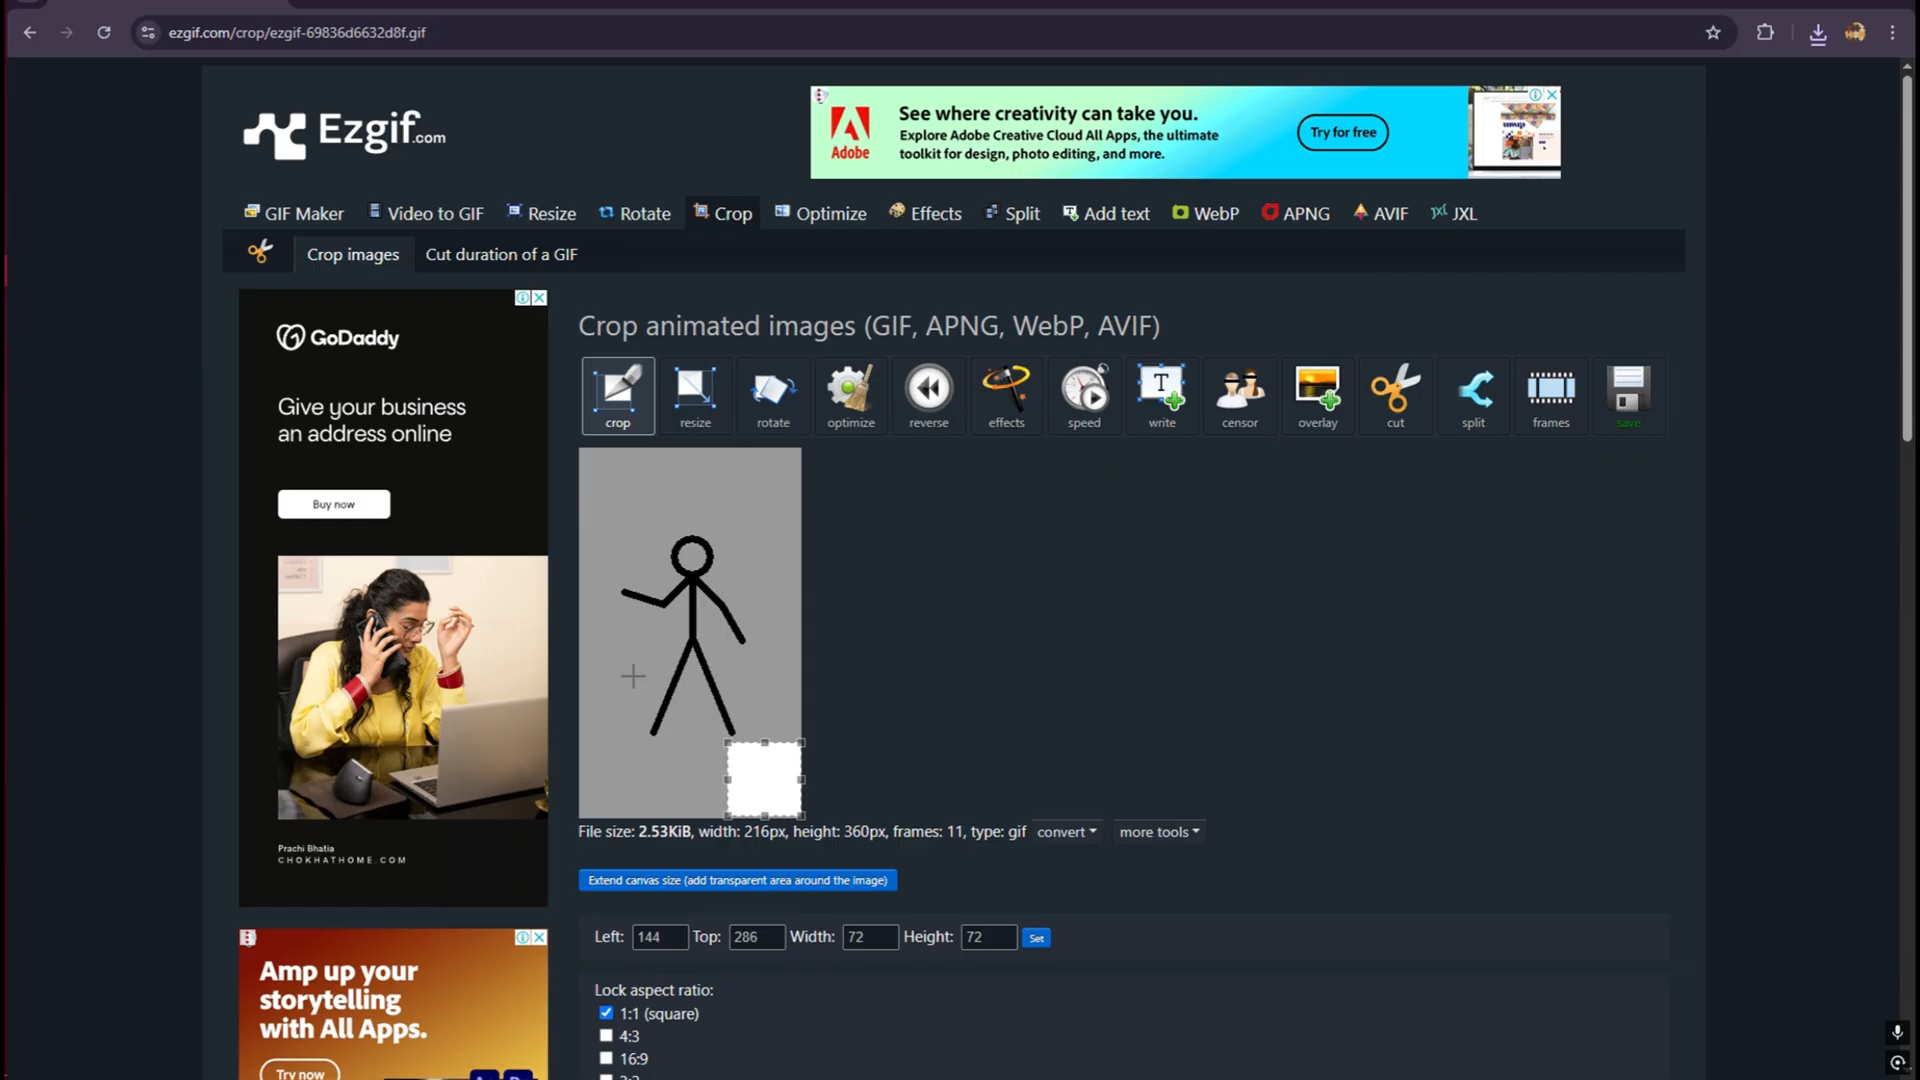 ezgif.com/crop/ezgif-69836d6632d8f.gif
Ezgif.com
Adobe
See where creativity can take you.
Explore Adobe Creative Cloud All Apps, the ultimate
toolkit for design, photo editing, and more.
Try for free
GIF Maker Video to GIF Resize Rotate Crop Optimize Effects Split Add text WebP APNG AVIF JXL
Crop images Cut duration of a GIF
GoDaddy
Give your business
an address online
Buy now
Prachi Bhatia
CHOKHATHOME.COM
Amp up your
storytelling
with All Apps.
Try now
Crop animated images (GIF, APNG, WebP, AVIF)
crop resize rotate optimize reverse effects speed write censor overlay cut split frames save
File size: 2.53KiB, width: 216px, height: 360px, frames: 11, type: gif convert more tools
Extend canvas size (add transparent area around the image)
Left: 144 Top: 286 Width: 72 Height: 72 Set
Lock aspect ratio:
1:1 (square)
4:3
16:9